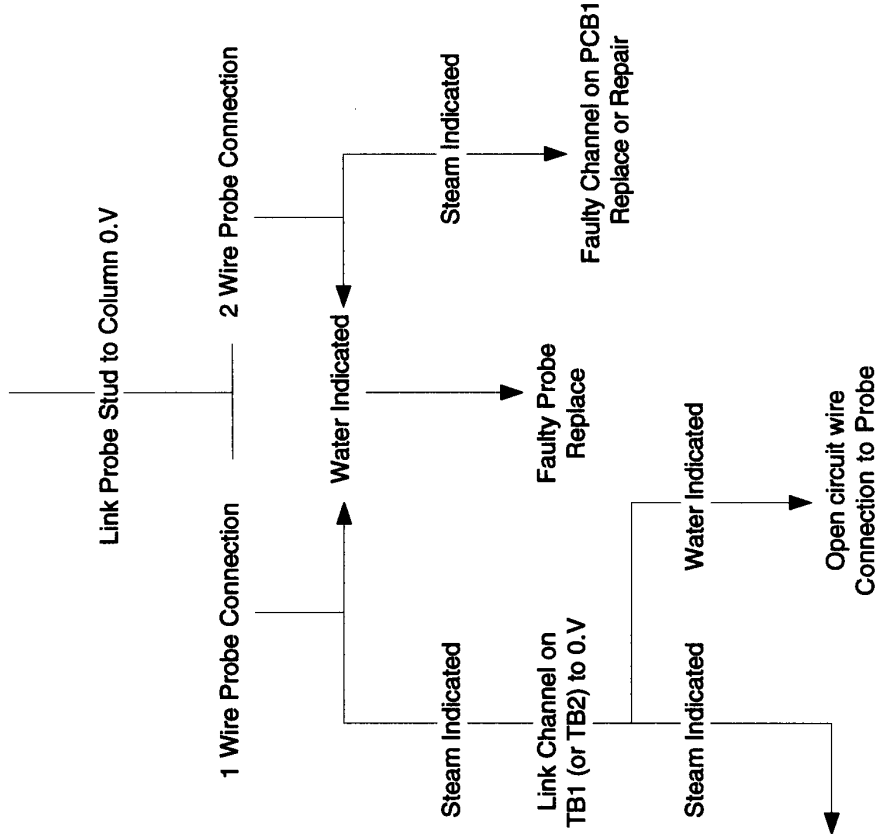 Link Probe Stud to Column 0.V
1 Wire Probe Connection
2 Wire Probe Connection
Water Indicated
Steam Indicated
Steam Indicated
Faulty Probe
Replace
Faulty Channel on PCB1
Replace or Repair
Link Channel on
TB1 (or TB2) to 0.V
Steam Indicated
Water Indicated
Open circuit wire
Connection to Probe